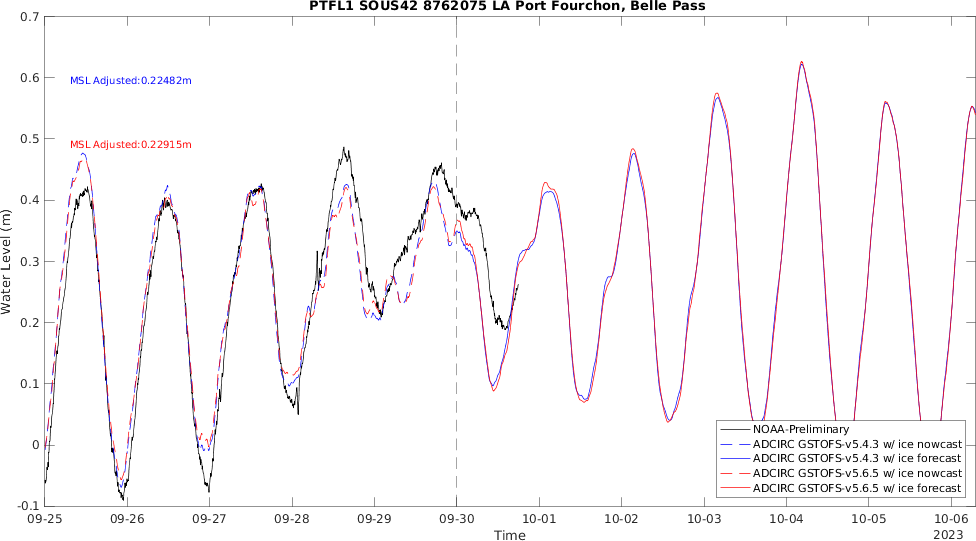 PTFL1 SOUS42 8762075 LA Port Fourchon, Belle Pass
0.7
0.6
0.5
0.4
0.3
0.2
0.1
0
-0.1
Water Level (m)
MSL Adjusted:0.22482m
MSL Adjusted:0.22915m
NOAA-Preliminary
ADCIRC GSTOFS-v5.4.3 w/ ice nowcast
ADCIRC GSTOFS-v5.4.3 w/ ice forecast
ADCIRC GSTOFS-v5.6.5 w/ ice nowcast
ADCIRC GSTOFS-v5.6.5 w/ ice forecast
09-25 09-26 09-27 09-28 09-29 09-30 10-01 10-02 10-03 10-04 10-05 10-06
Time
2023